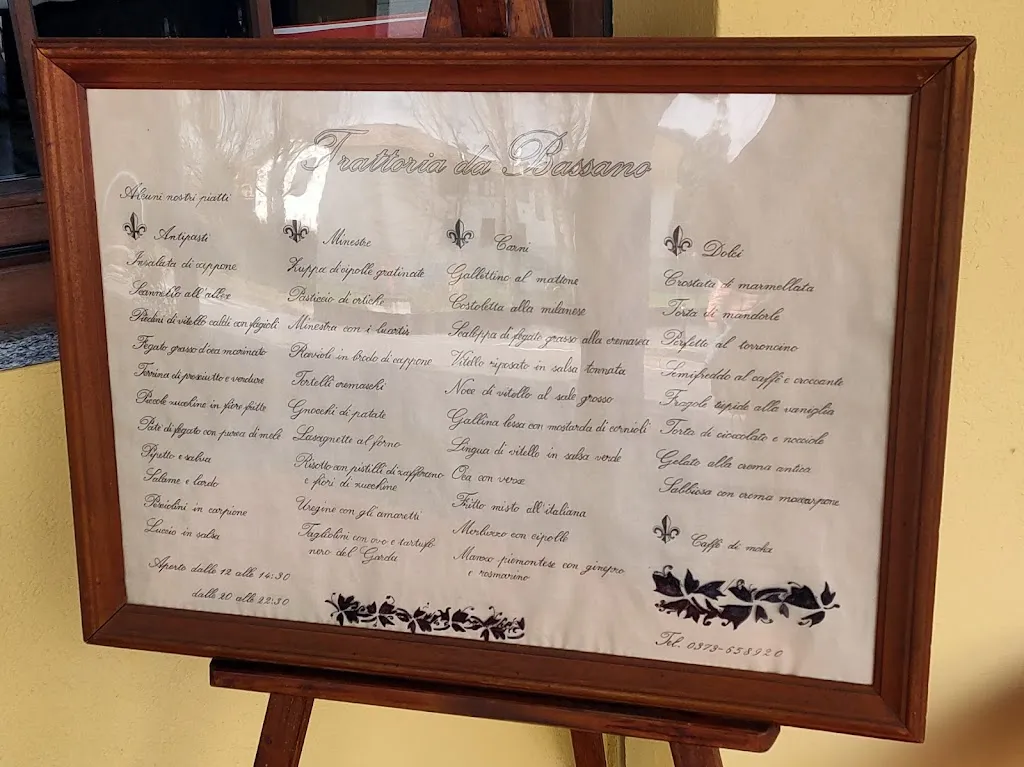 Trattoria da Bassano
Alcuni nostri piatti
Antipasti
Insalata di cappone
Scannello all'allex
Piedini di vitello caldi con fagioli
Fegato grasso d'oca marinato
Terrina di prosciutto e verdure
Piccole zucchine in fiore fritte
Paté di fegato con purea di mele
Pipetto e salva
Salame e lardo
Pesciolini in carpione
Luccio in salsa
Aperto dalle 12 alle 14:30
dalle 20 alle 22:30
Minestre
Zuppa di cipolle gratinate
Pasticcio di ortiche
Minestra con i luartis
Ravioli in brodo di cappone
Tortelli cremaschi
Gnocchi di patate
Lasagnette al forno
Risotto con pistilli di zafferano
e fiori di zucchine
con gli amaretti
Tagliolini con ovo e tartufo
nero del Garda
Carni
Gallettino al mattone
Costoletta alla milanese
Scaloppa di fegato grasso alla cremasca
Vitello riposato in salsa tonnata
Noce di vitello al sale grosso
Gallina lessa con mostarda di cornioli
Lingua di vitello in salsa verde
Oca con verze
Fritto misto all'italiana
Merluzzo con cipolle
Manzo piemontese con ginepro
e rosmarino
Dolci
Crostata di marmellata
Torta di mandorle
Perfetto al torroncino
Semifreddo al caffè e croccante
Fragole tiepide alla vaniglia
Torta di cioccolato e nocciole
Gelato alla crema antica
Sabbiosa con crema mascarpone
Caffè di moka
Tel. 0373-658920